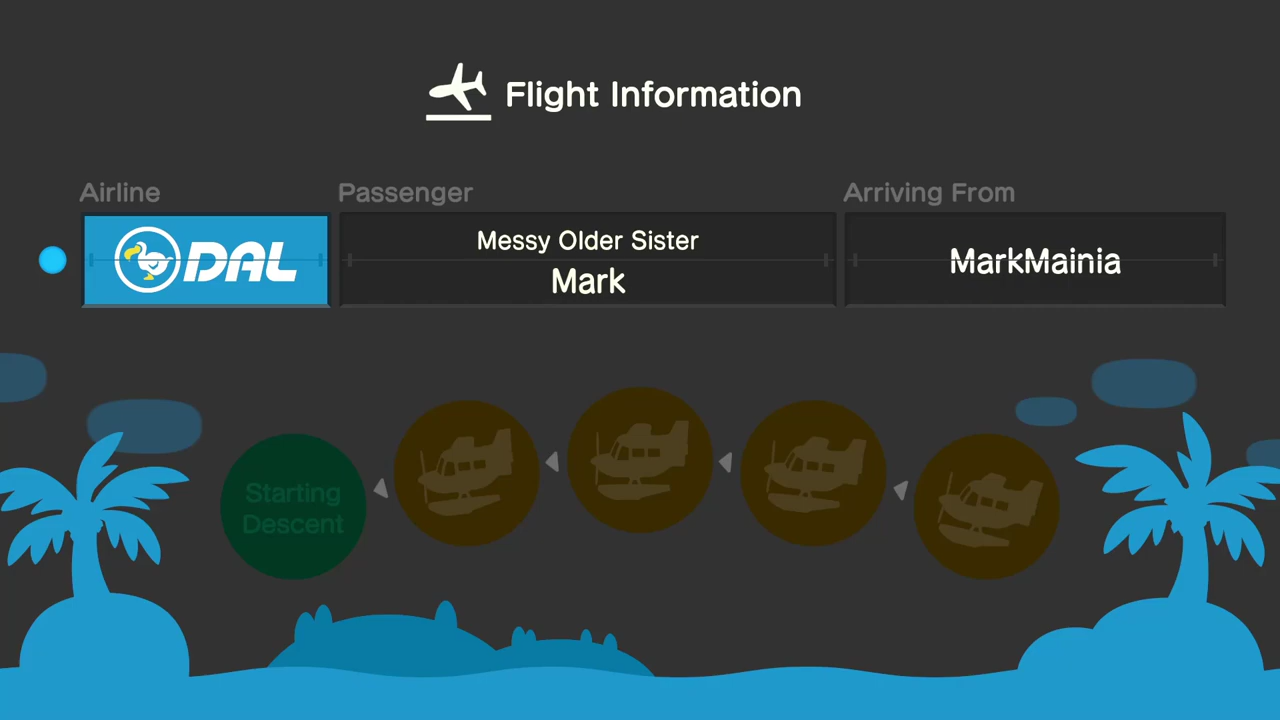 Flight Information
Airline
Passenger
Arriving From
DAL
Messy Older Sister
Mark
MarkMainia
Starting
Descent